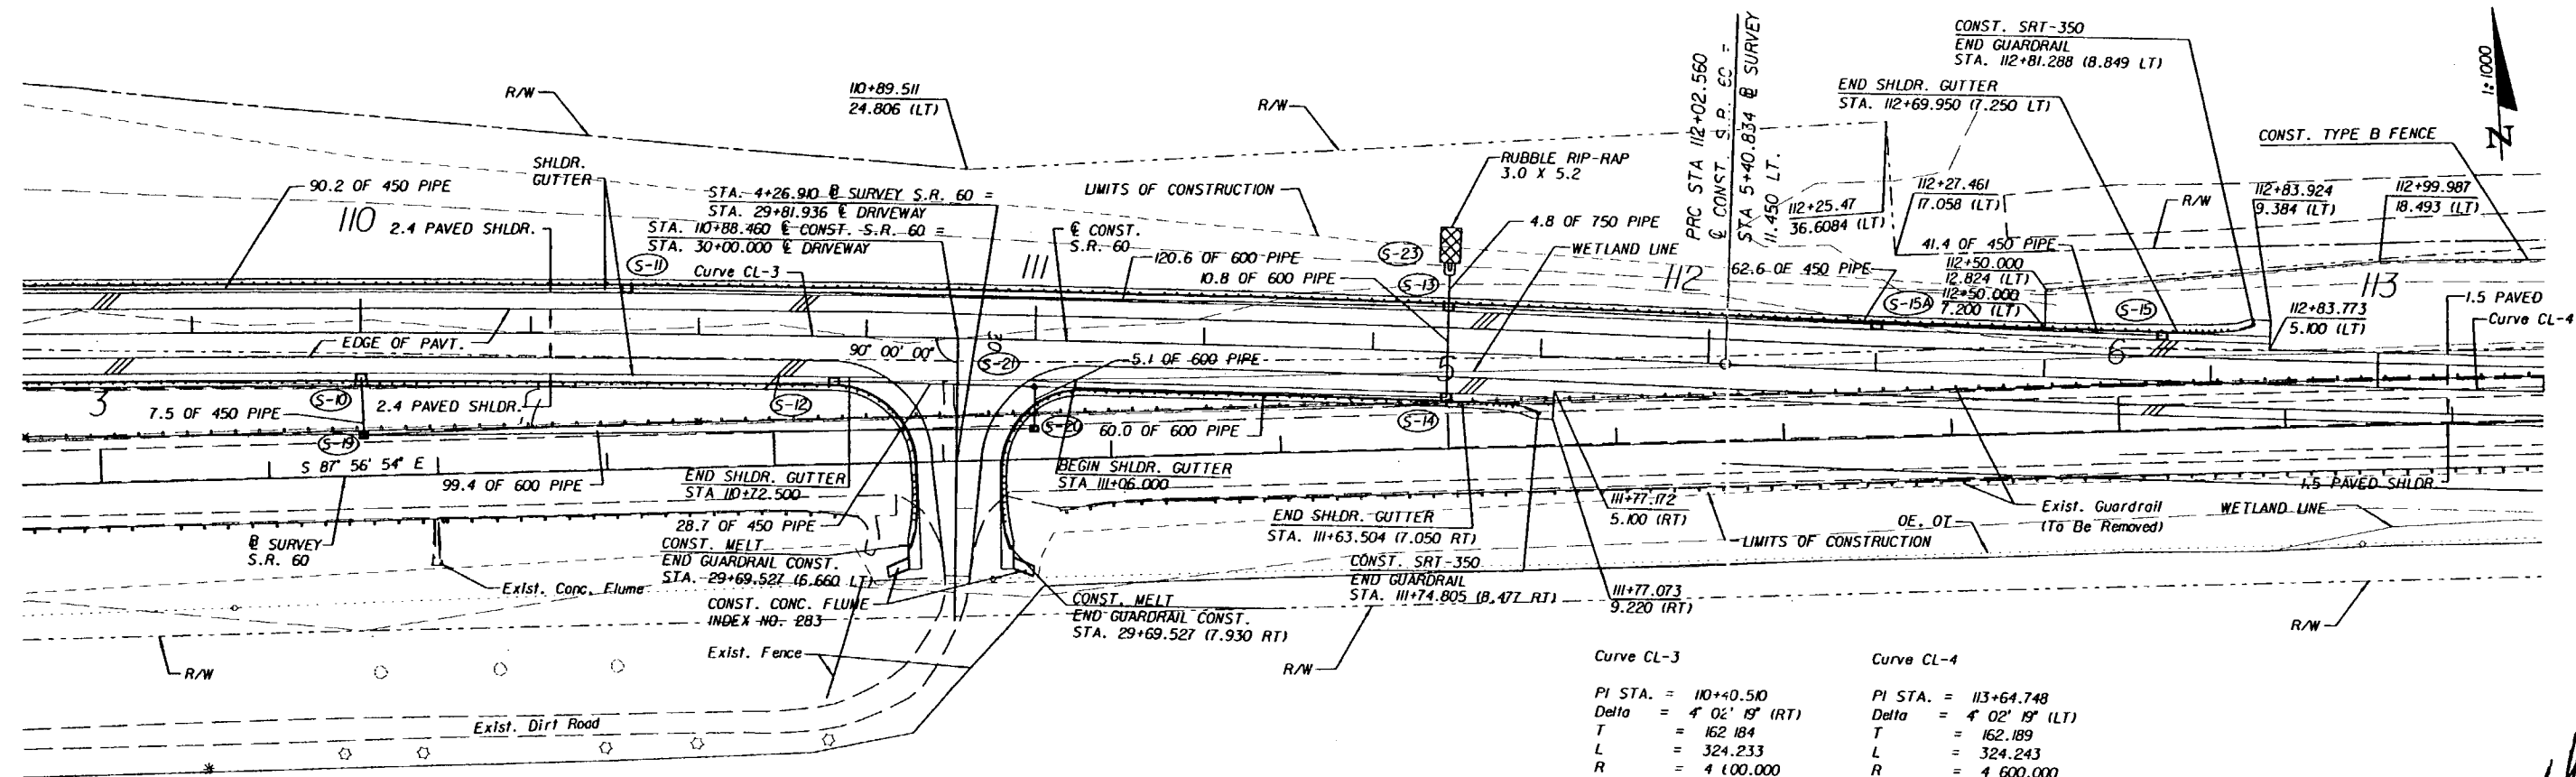 R/W
110+89.511
24.806 (LT)
R/W
PRC STA 112+02.560
℄ CONST. S.R. 60 =
STA 5+40.834 ⅊ SURVEY
11.450 LT.
CONST. SRT-350
END GUARDRAIL
STA. 112+81.288 (8.849 LT)
END SHLDR. GUTTER
STA. 112+69.950 (7.250 LT)
CONST. TYPE B FENCE
1:1000
N
90.2 OF 450 PIPE
SHLDR.
GUTTER
110
2.4 PAVED SHLDR.
STA. 4+26.910 ⅊ SURVEY S.R. 60 =
STA. 29+81.936 ℄ DRIVEWAY
STA. 110+88.460 ℄ CONST. S.R. 60 =
STA. 30+00.000 ℄ DRIVEWAY
LIMITS OF CONSTRUCTION
RUBBLE RIP-RAP
3.0 X 5.2
℄ CONST.
S.R. 60
4.8 OF 750 PIPE
WETLAND LINE
112+25.47
36.6084 (LT)
112+27.461
17.058 (LT)
R/W
112+83.924
9.384 (LT)
112+99.987
18.493 (LT)
S-11
Curve CL-3
111
120.6 OF 600 PIPE
10.8 OF 600 PIPE
S-23
S-13
112
62.6 OF 450 PIPE
41.4 OF 450 PIPE
112+50.000
12.824 (LT)
112+50.000
7.200 (LT)
S-15A
S-15
113
112+83.773
5.100 (LT)
1.5 PAVED
Curve CL-4
EDGE OF PAVT.
90° 00' 00"
30
S-21
5.1 OF 600 PIPE
5
6
3
7.5 OF 450 PIPE
S-10
2.4 PAVED SHLDR.
S-12
S-19
S-20
60.0 OF 600 PIPE
S-14
S 87° 56' 54" E
99.4 OF 600 PIPE
END SHLDR. GUTTER
STA 110+72.500
BEGIN SHLDR. GUTTER
STA 111+06.000
28.7 OF 450 PIPE
END SHLDR. GUTTER
STA. 111+63.504 (7.050 RT)
111+77.172
5.100 (RT)
1.5 PAVED SHLDR.
Exist. Guardrail
(To Be Removed)
WETLAND LINE
OE, OT
LIMITS OF CONSTRUCTION
⅊ SURVEY
S.R. 60
Exist. Conc. Flume
CONST. MELT
END GUARDRAIL CONST.
STA. 29+69.527 (6.660 LT)
CONST. CONC. FLUME
INDEX NO. 283
CONST. MELT
END GUARDRAIL CONST.
STA. 29+69.527 (7.930 RT)
CONST. SRT-350
END GUARDRAIL
STA. 111+74.805 (8.477 RT)
111+77.073
9.220 (RT)
R/W
R/W
Exist. Fence
R/W
Exist. Dirt Road
Curve CL-3
PI STA. = 110+40.510
Delta = 4° 02' 19" (RT)
T = 162.184
L = 324.233
R = 4 600.000
Curve CL-4
PI STA. = 113+64.748
Delta = 4° 02' 19" (LT)
T = 162.189
L = 324.243
R = 4 600.000